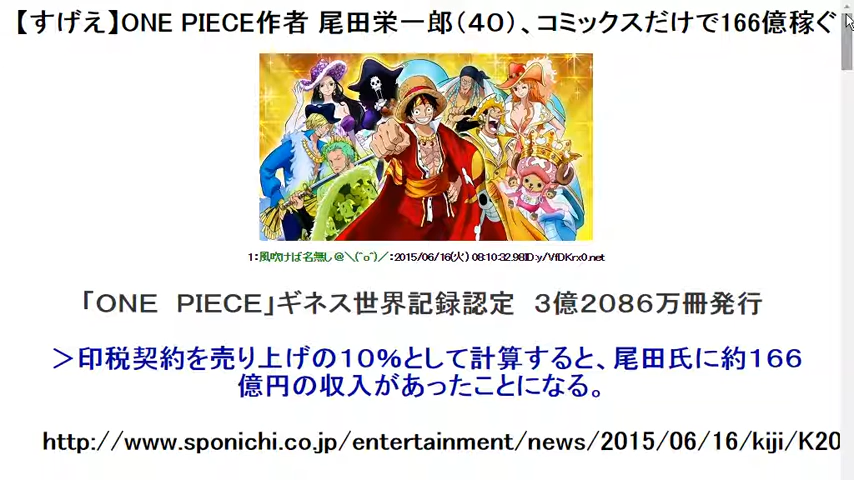 【すげえ】ONE PIECE作者 尾田栄一郎（４０）、コミックスだけで166億稼ぐ
1：風吹けば名無し＠＼(^o^)／：2015/06/16(火) 08:10:32.98ID:y/VfDKrx0.net
「ＯＮＥ　ＰＩＥＣＥ」ギネス世界記録認定　３億２０８６万冊発行
＞印税契約を売り上げの１０％として計算すると、尾田氏に約１６６
億円の収入があったことになる。
http://www.sponichi.co.jp/entertainment/news/2015/06/16/kiji/K20